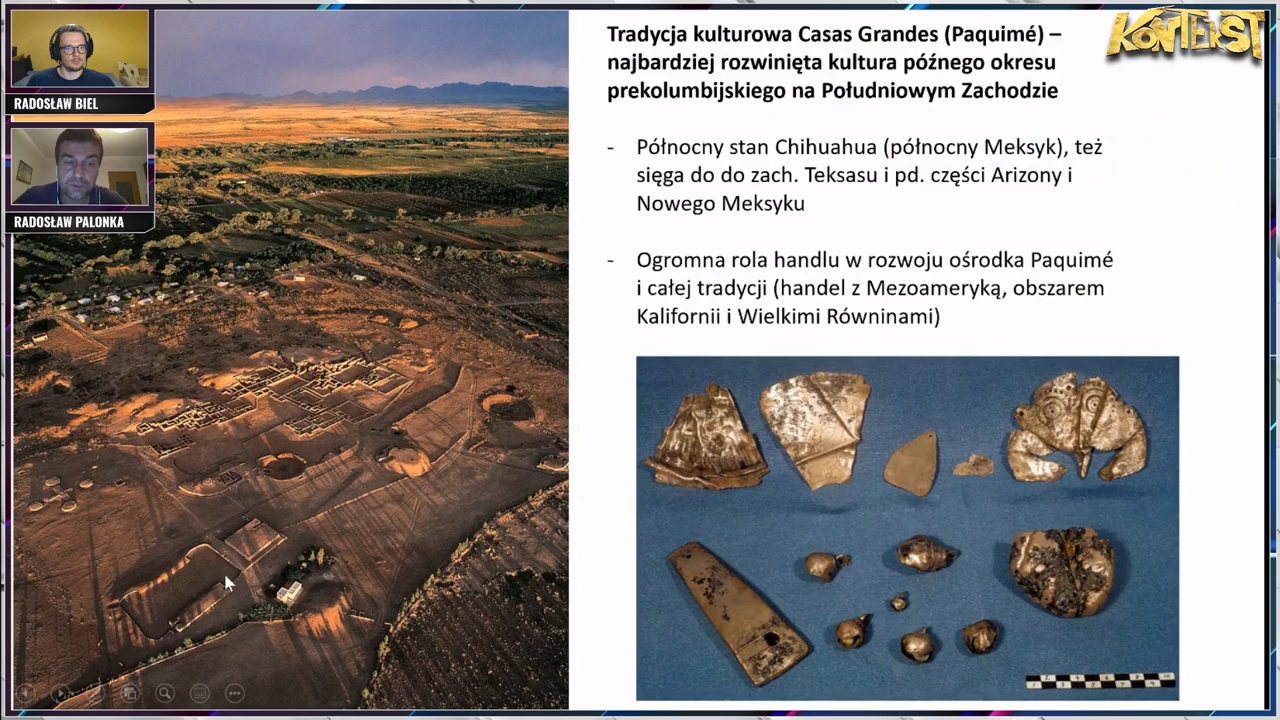 KONTEKST
RADOSŁAW BIEL
RADOSŁAW PALONKA
Tradycja kulturowa Casas Grandes (Paquimé) –
najbardziej rozwinięta kultura późnego okresu
prekolumbijskiego na Południowym Zachodzie
- Północny stan Chihuahua (północny Meksyk), też
sięga do do zach. Teksasu i pd. części Arizony i
Nowego Meksyku
- Ogromna rola handlu w rozwoju ośrodka Paquimé
i całej tradycji (handel z Mezoameryką, obszarem
Kalifornii i Wielkimi Równinami)